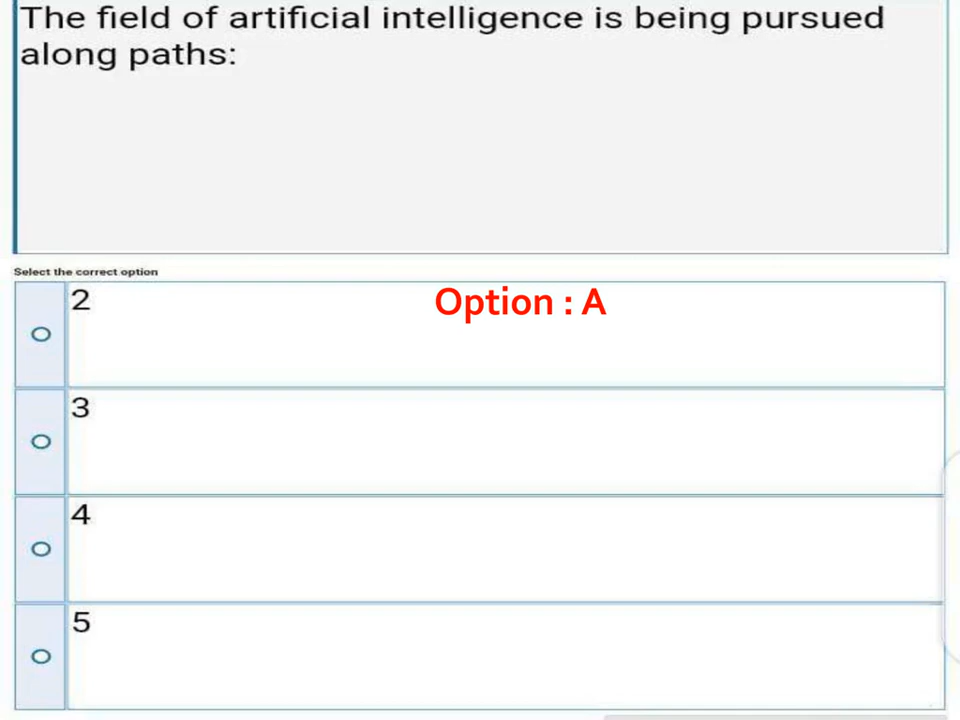 The field of artificial intelligence is being pursued
along paths:
Select the correct option
2
Option : A
3
4
5